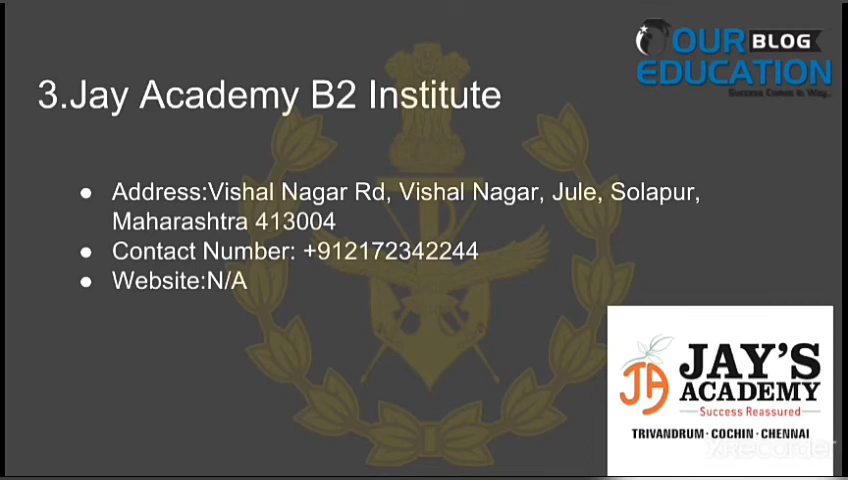 OUR BLOG
EDUCATION
Success Comes In Way..
3.Jay Academy B2 Institute
● Address:Vishal Nagar Rd, Vishal Nagar, Jule, Solapur,
Maharashtra 413004
● Contact Number: +912172342244
● Website:N/A
JA JAY'S
ACADEMY
Success Reassured
TRIVANDRUM·COCHIN·CHENNAI
XRecorder